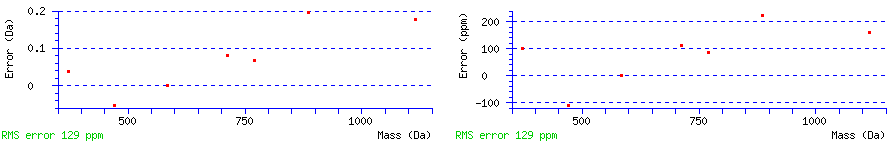 0.2
0.1
0
Error (Da)
500
750
1000
RMS error 129 ppm
Mass (Da)
200
100
0
-100
Error (ppm)
500
750
1000
RMS error 129 ppm
Mass (Da)